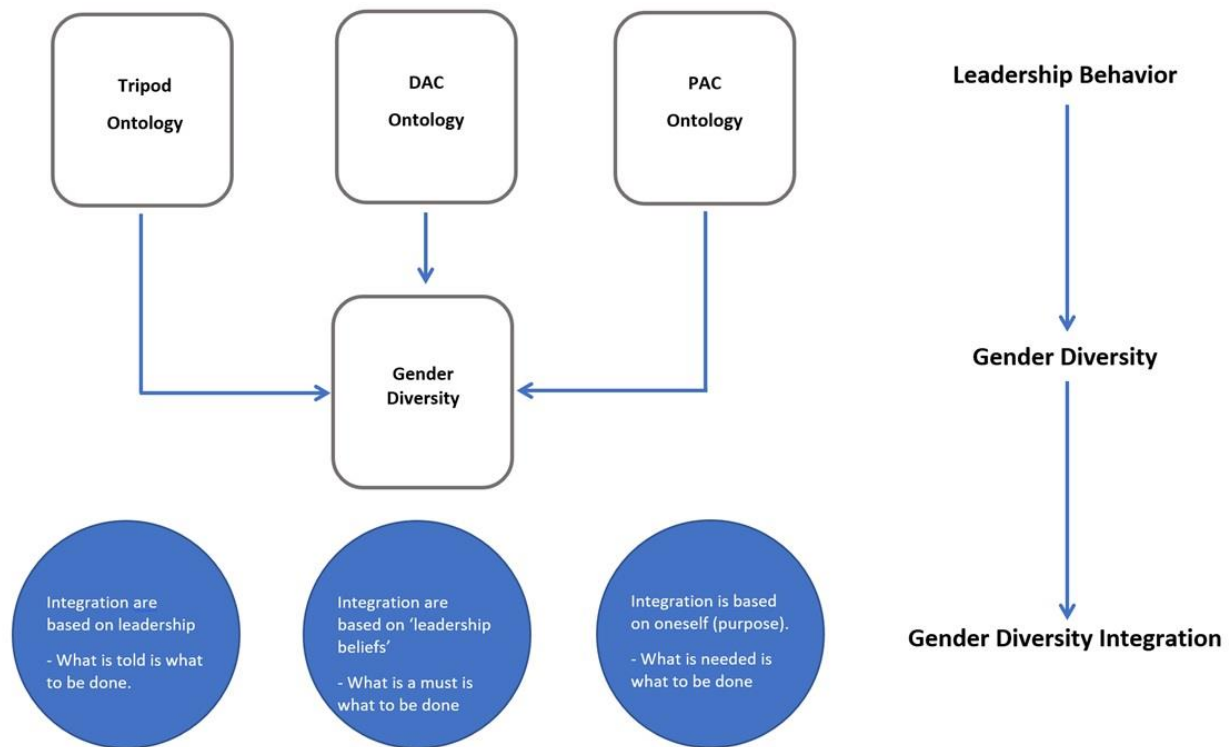 Tripod
Ontology
DAC
Ontology
PAC
Ontology
Leadership Behavior
Gender
Diversity
Gender Diversity
Integration are
based on leadership
- What is told is what
to be done.
Integration are
based on ‘leadership
beliefs’
- What is a must is
what to be done
Integration is based
on oneself (purpose).
- What is needed is
what to be done
Gender Diversity Integration